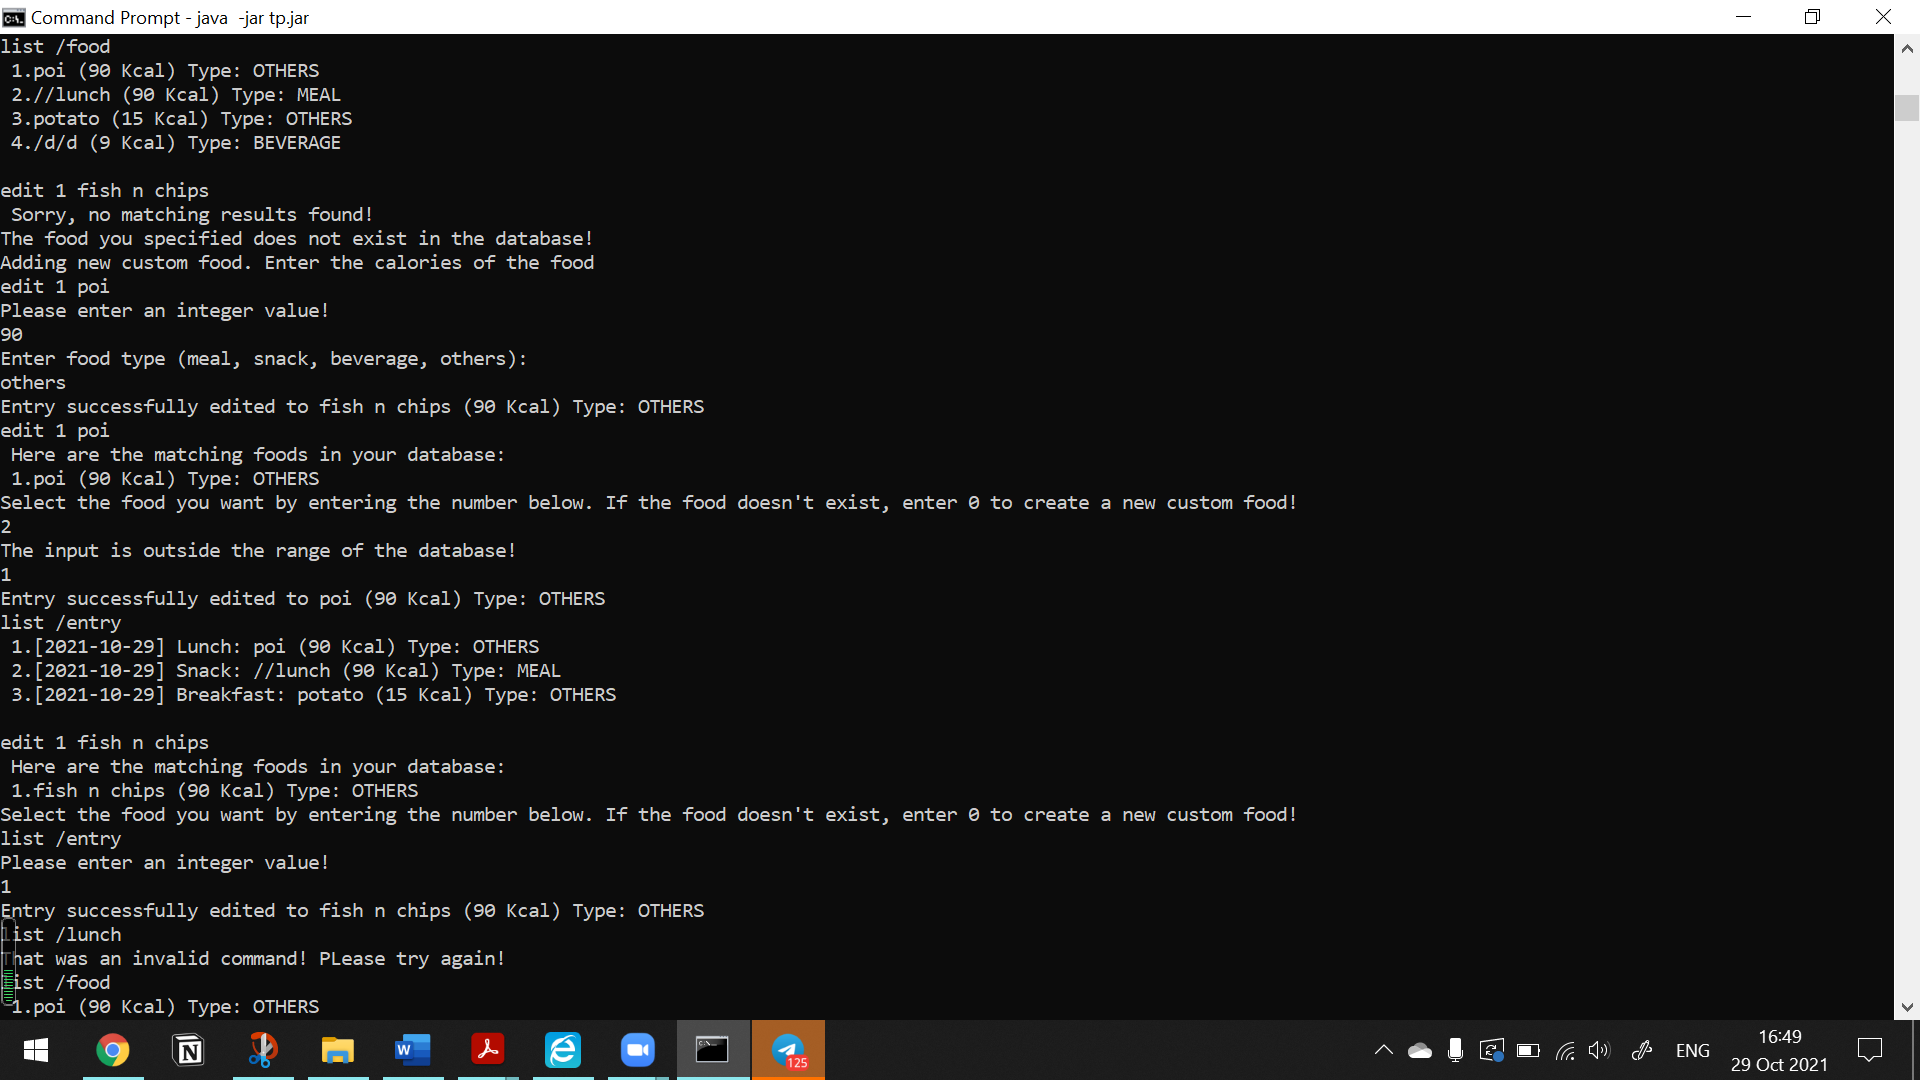 Command Prompt - java  -jar tp.jar
list /food
 1.poi (90 Kcal) Type: OTHERS
 2.//lunch (90 Kcal) Type: MEAL
 3.potato (15 Kcal) Type: OTHERS
 4./d/d (9 Kcal) Type: BEVERAGE
edit 1 fish n chips
 Sorry, no matching results found!
The food you specified does not exist in the database!
Adding new custom food. Enter the calories of the food
edit 1 poi
Please enter an integer value!
90
Enter food type (meal, snack, beverage, others):
others
Entry successfully edited to fish n chips (90 Kcal) Type: OTHERS
edit 1 poi
 Here are the matching foods in your database:
 1.poi (90 Kcal) Type: OTHERS
Select the food you want by entering the number below. If the food doesn't exist, enter 0 to create a new custom food!
2
The input is outside the range of the database!
1
Entry successfully edited to poi (90 Kcal) Type: OTHERS
list /entry
 1.[2021-10-29] Lunch: poi (90 Kcal) Type: OTHERS
 2.[2021-10-29] Snack: //lunch (90 Kcal) Type: MEAL
 3.[2021-10-29] Breakfast: potato (15 Kcal) Type: OTHERS
edit 1 fish n chips
 Here are the matching foods in your database:
 1.fish n chips (90 Kcal) Type: OTHERS
Select the food you want by entering the number below. If the food doesn't exist, enter 0 to create a new custom food!
list /entry
Please enter an integer value!
1
Entry successfully edited to fish n chips (90 Kcal) Type: OTHERS
list /lunch
That was an invalid command! PLease try again!
list /food
 1.poi (90 Kcal) Type: OTHERS
125
ENG
16:49
29 Oct 2021